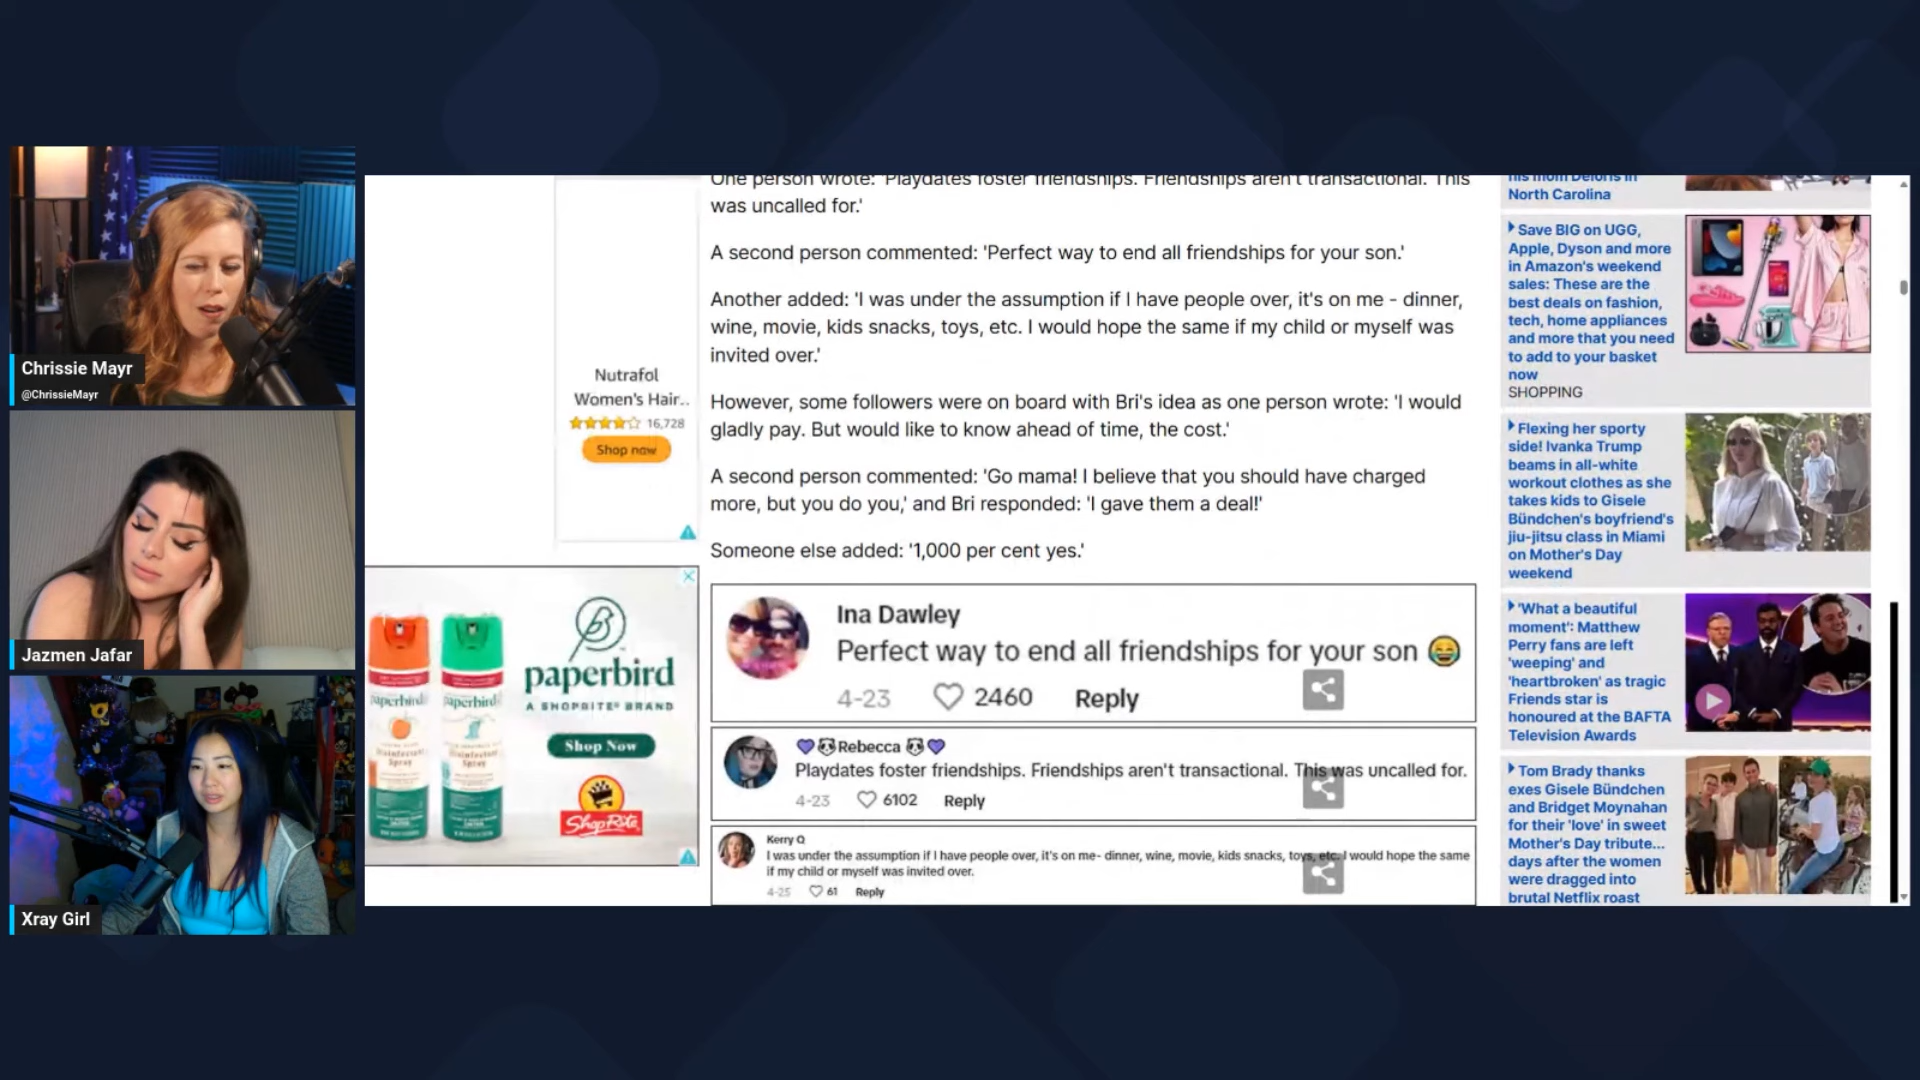 Chrissie Mayr
@ChrissieMayr
Jazmen Jafar
Xray Girl
One person wrote: 'Playdates foster friendships. Friendships aren't transactional. This
was uncalled for.'
A second person commented: 'Perfect way to end all friendships for your son.'
Another added: 'I was under the assumption if I have people over, it's on me - dinner,
wine, movie, kids snacks, toys, etc. I would hope the same if my child or myself was
invited over.'
However, some followers were on board with Bri's idea as one person wrote: 'I would
gladly pay. But would like to know ahead of time, the cost.'
A second person commented: 'Go mama! I believe that you should have charged
more, but you do you,' and Bri responded: 'I gave them a deal!'
Someone else added: '1,000 per cent yes.'
Ina Dawley
Perfect way to end all friendships for your son 😂
4-23 2460 Reply
💜🐼Rebecca 🐼💜
Playdates foster friendships. Friendships aren't transactional. This was uncalled for.
4-23 6102 Reply
Kerry Q
I was under the assumption if I have people over, it's on me- dinner, wine, movie, kids snacks, toys, etc. I would hope the same
if my child or myself was invited over.
4-25 61 Reply
Nutrafol
Women's Hair..
16,728
Shop now
paperbird
A SHOPRITE® BRAND
Shop Now
ShopRite
paperbird
Disinfectant
Spray
paperbird
Disinfectant
Spray
his mom Deloris in
North Carolina
Save BIG on UGG,
Apple, Dyson and more
in Amazon's weekend
sales: These are the
best deals on fashion,
tech, home appliances
and more that you need
to add to your basket
now
SHOPPING
Flexing her sporty
side! Ivanka Trump
beams in all-white
workout clothes as she
takes kids to Gisele
Bündchen's boyfriend's
jiu-jitsu class in Miami
on Mother's Day
weekend
'What a beautiful
moment': Matthew
Perry fans are left
'weeping' and
'heartbroken' as tragic
Friends star is
honoured at the BAFTA
Television Awards
Tom Brady thanks
exes Gisele Bündchen
and Bridget Moynahan
for their 'love' in sweet
Mother's Day tribute...
days after the women
were dragged into
brutal Netflix roast